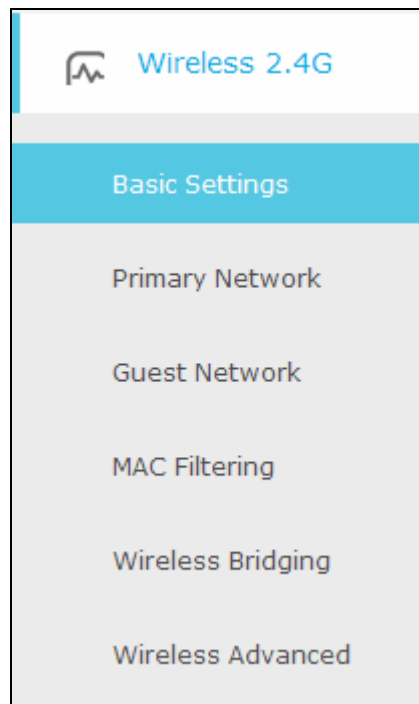 Wireless 2.4G
Basic Settings
Primary Network
Guest Network
MAC Filtering
Wireless Bridging
Wireless Advanced